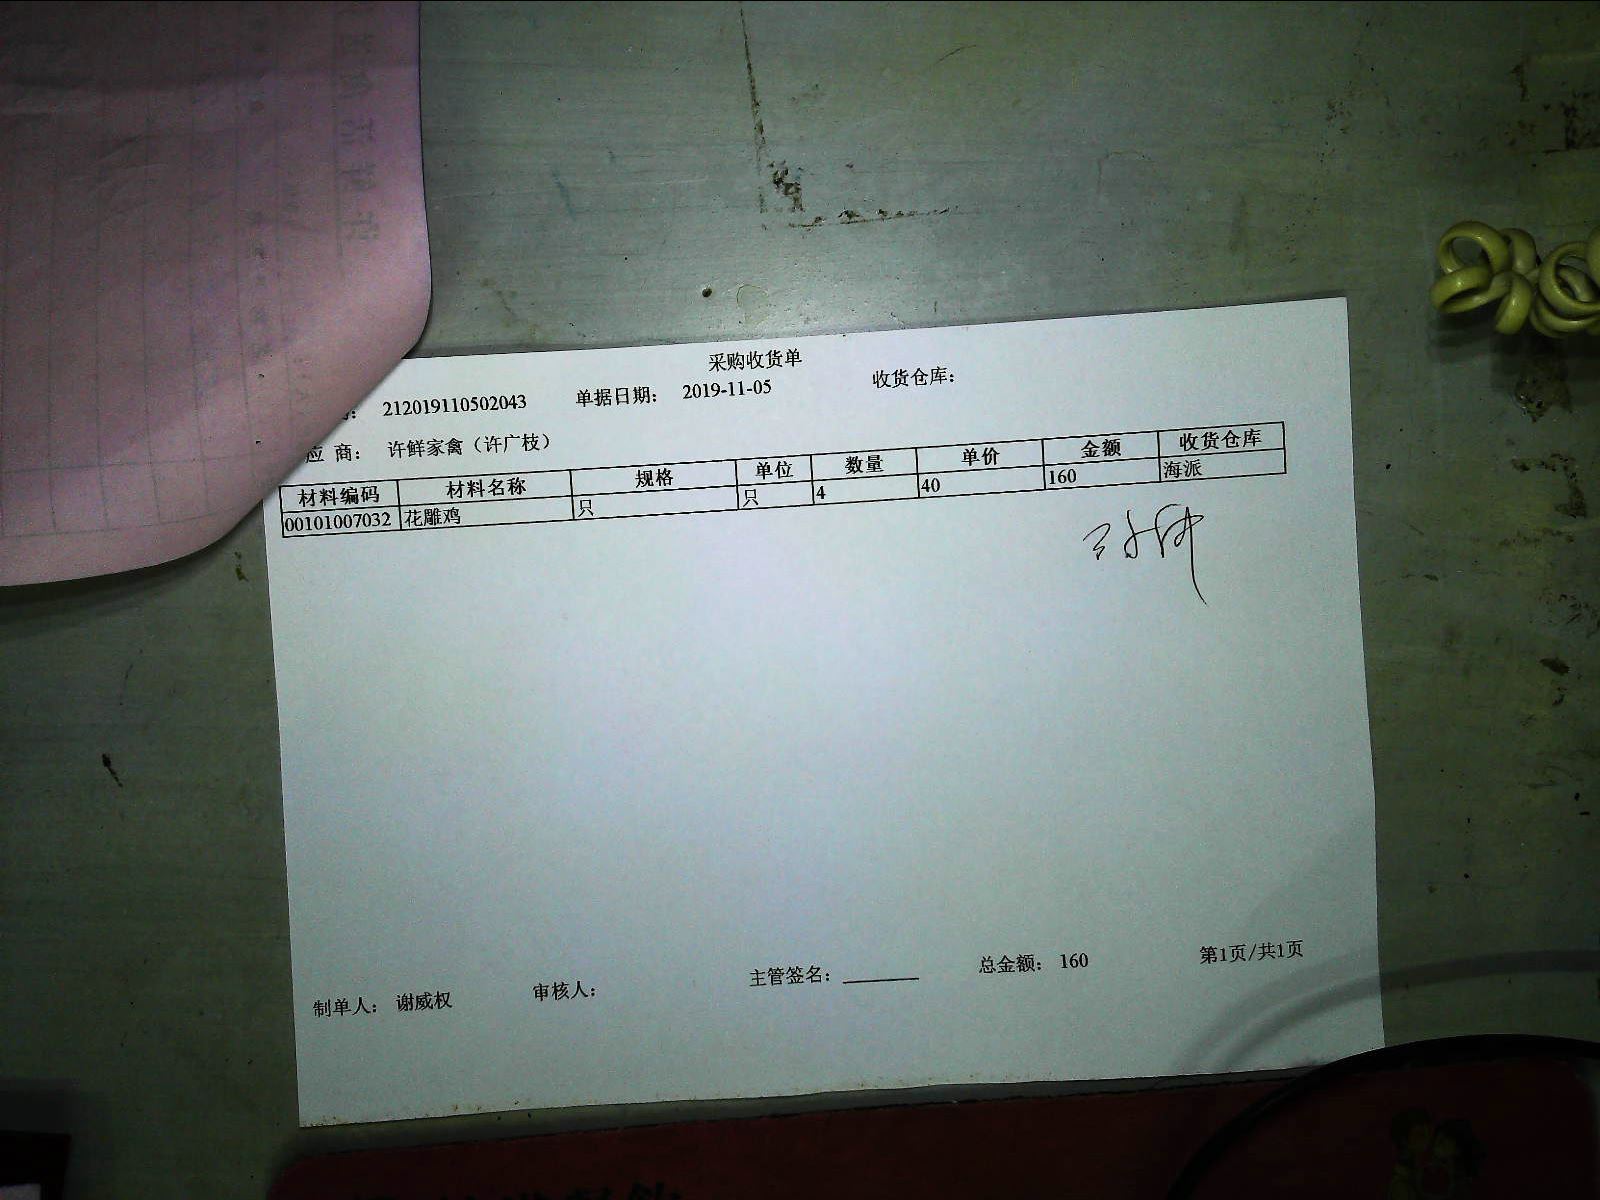 采购收货单
: 212019110502043 单据日期: 2019-11-05 收货仓库:
应 商: 许鲜家禽（许广枝）
材料编码 材料名称 规格 单位 数量 单价 金额 收货仓库
00101007032 花雕鸡 只 只 4 40 160 海派
制单人: 谢威权 审核人: 主管签名: 总金额: 160 第1页/共1页